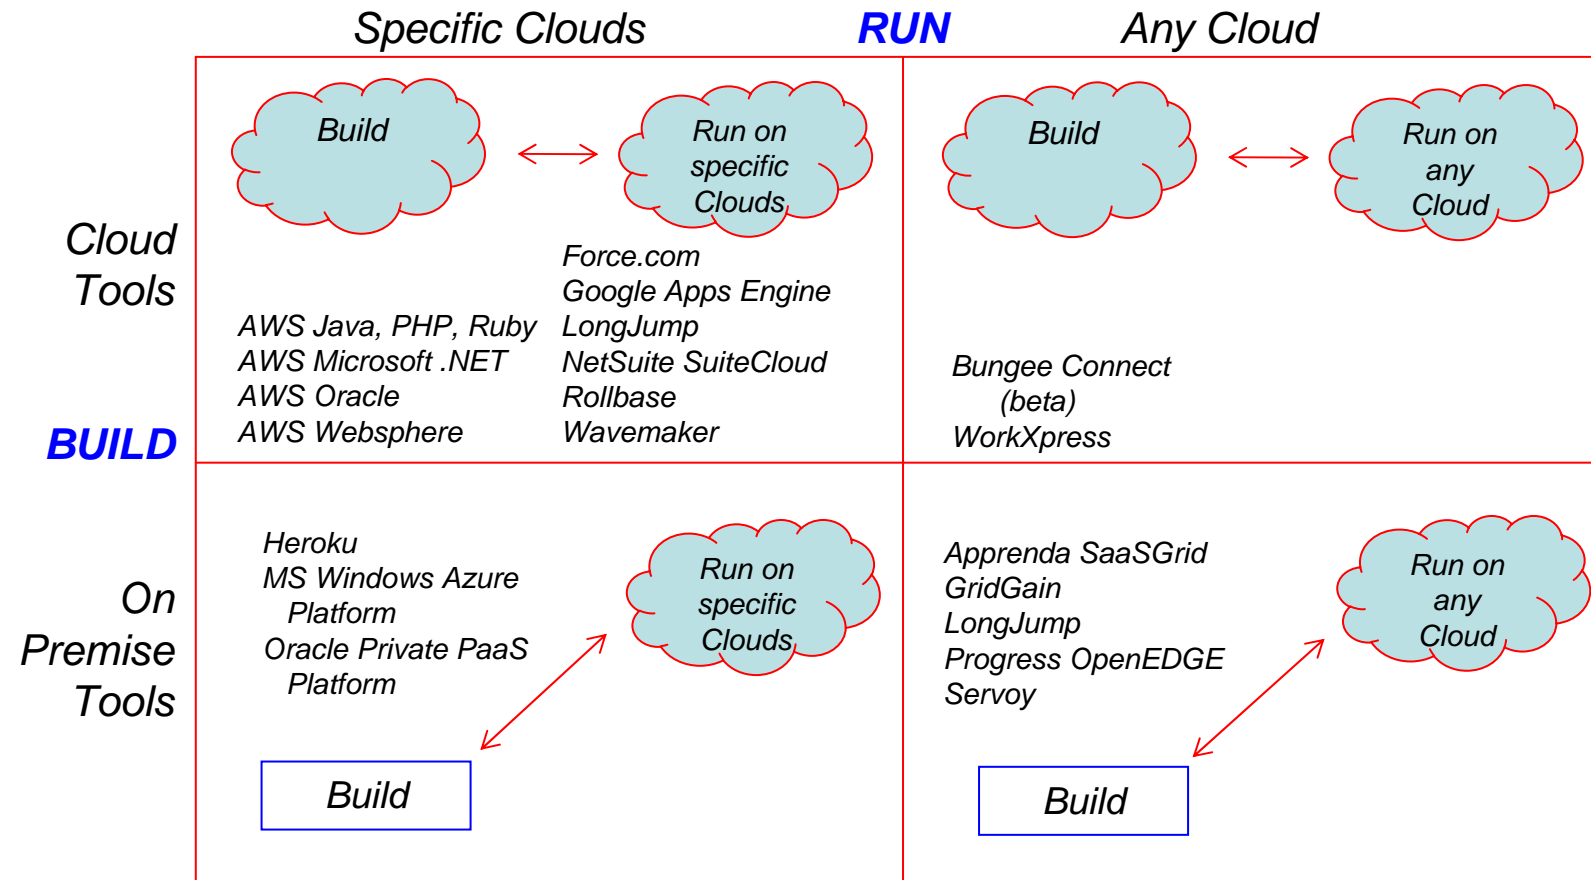 Specific Clouds RUN Any Cloud
Build
Run on
specific
Clouds
Build
Run on
any
Cloud
Cloud
Tools
BUILD
AWS Java, PHP, Ruby
AWS Microsoft .NET
AWS Oracle
AWS Websphere
Force.com
Google Apps Engine
LongJump
NetSuite SuiteCloud
Rollbase
Wavemaker
Bungee Connect
(beta)
WorkXpress
On
Premise
Tools
Heroku
MS Windows Azure
Platform
Oracle Private PaaS
Platform
Run on
specific
Clouds
Build
Apprenda SaaSGrid
GridGain
LongJump
Progress OpenEDGE
Servoy
Run on
any
Cloud
Build